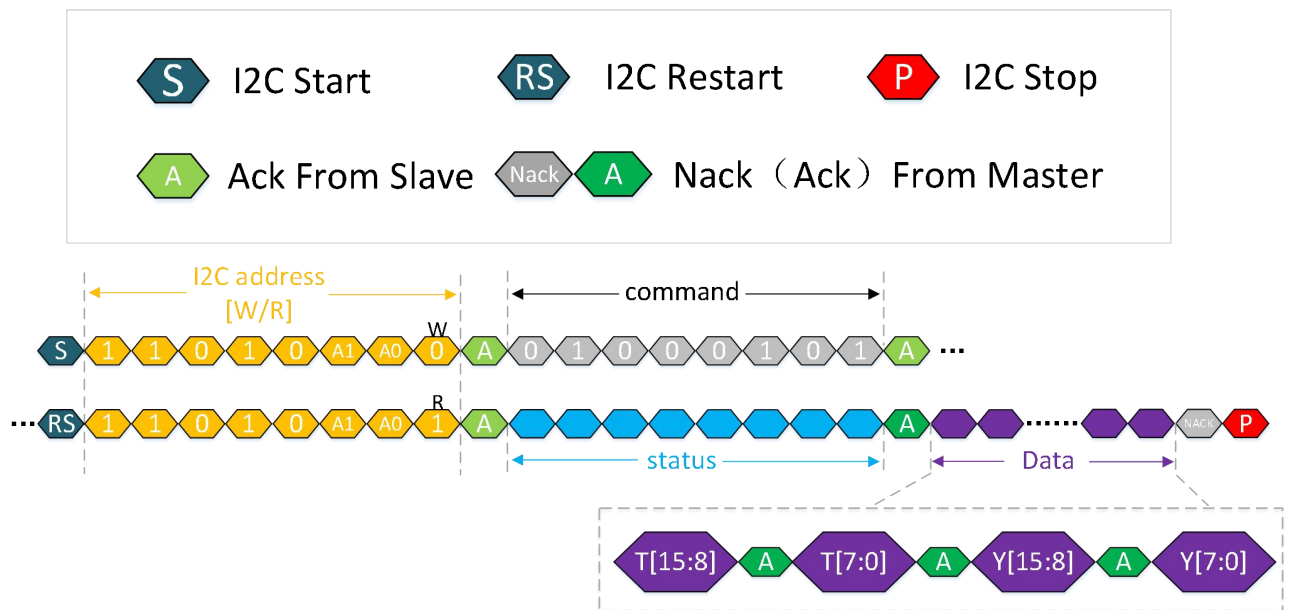 S I2C Start RS I2C Restart P I2C Stop
A Ack From Slave Nack A Nack（Ack）From Master
I2C address
[W/R]
command
W
S 1 1 0 1 0 A1 A0 0 A 0 1 0 0 0 1 0 1 A ...
R
... RS 1 1 0 1 0 A1 A0 1 A A ...... NACK P
status Data
T[15:8] A T[7:0] A Y[15:8] A Y[7:0]